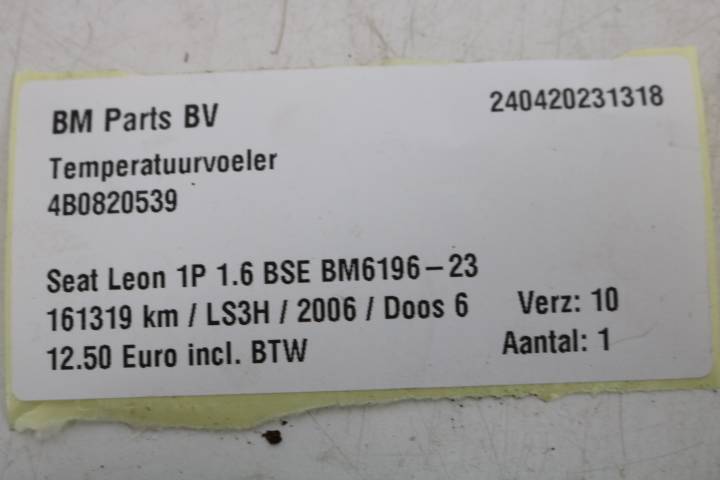 BM Parts BV 240420231318
Temperatuurvoeler
4B0820539
Seat Leon 1P 1.6 BSE BM6196-23
161319 km / LS3H / 2006 / Doos 6 Verz: 10
12.50 Euro incl. BTW Aantal: 1